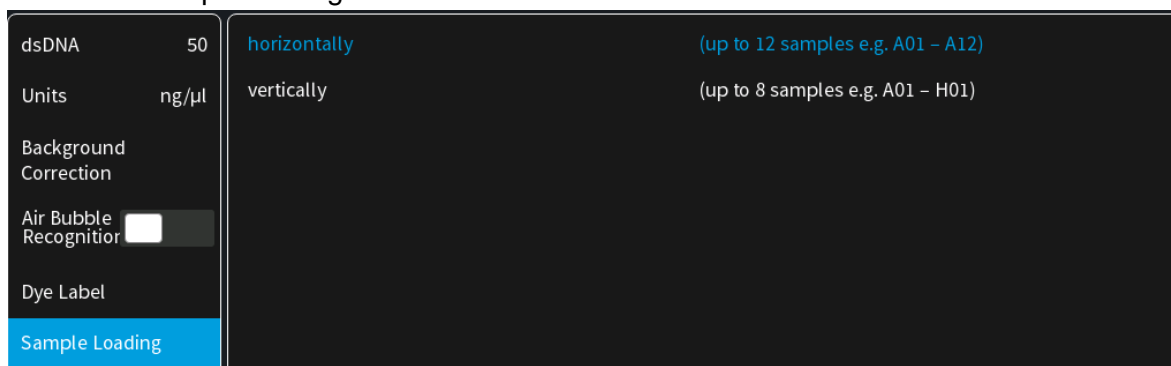 dsDNA 50
Units ng/µl
Background
Correction
Air Bubble
Recognition
Dye Label
Sample Loading
horizontally (up to 12 samples e.g. A01 – A12)
vertically (up to 8 samples e.g. A01 – H01)